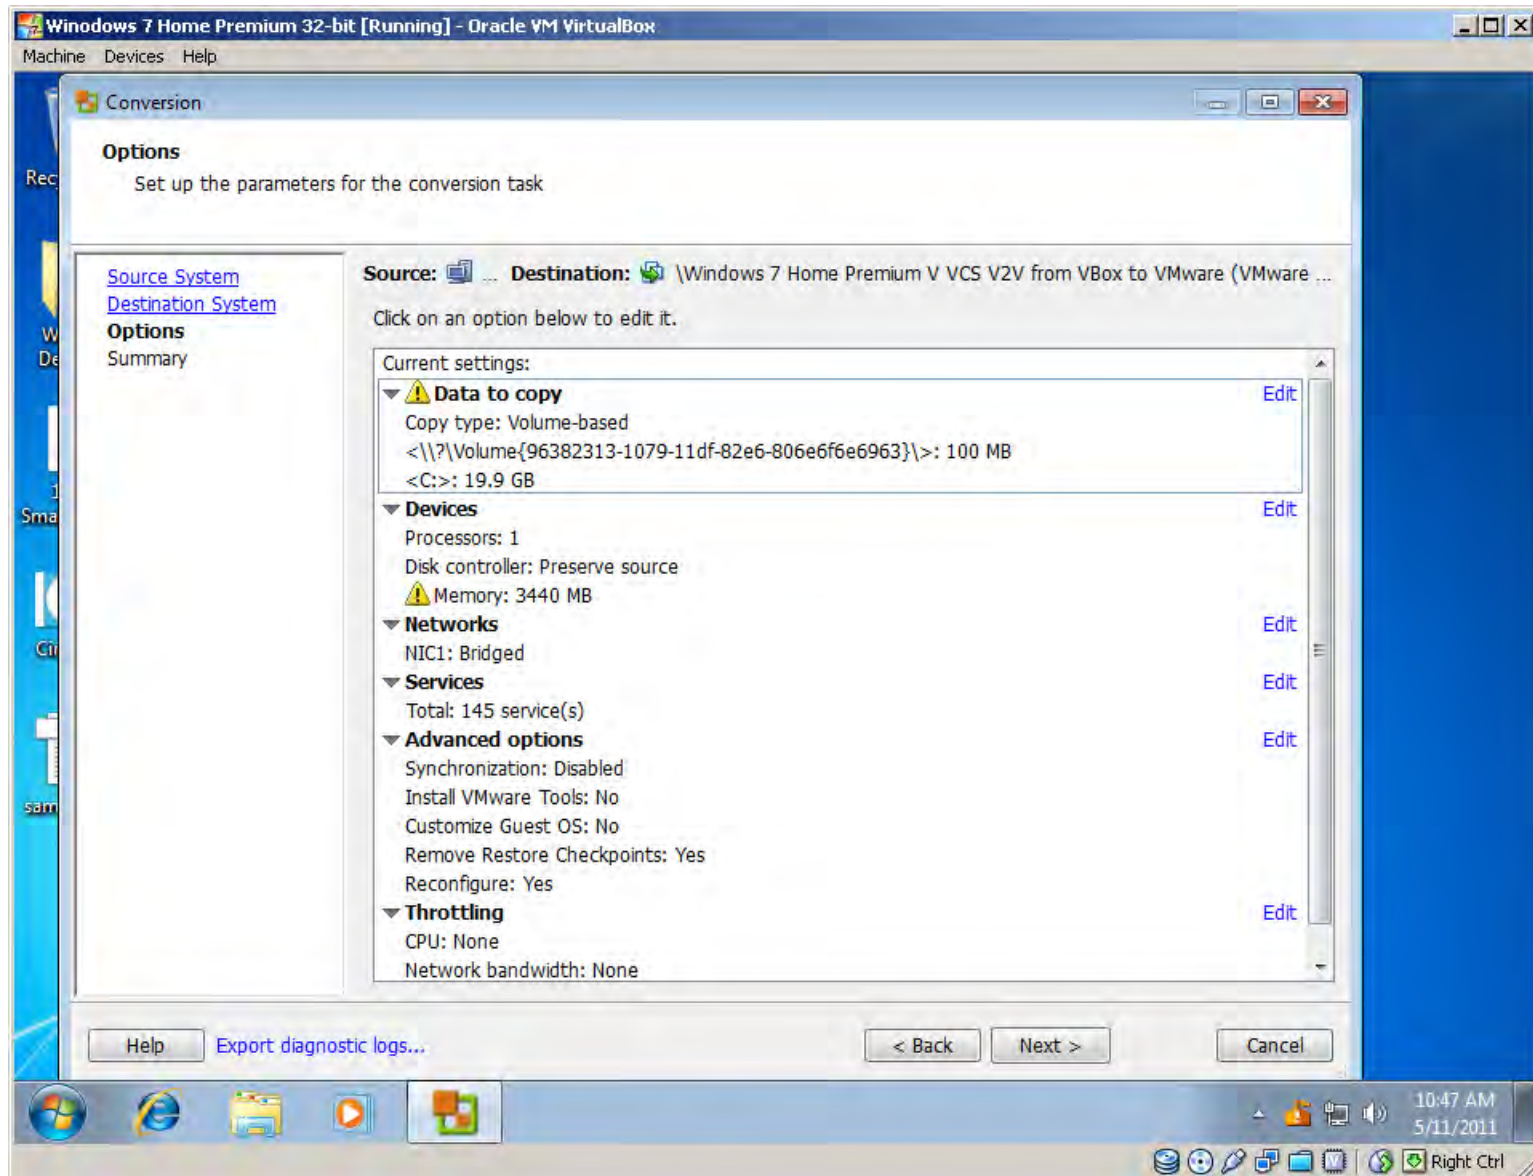 Winodows 7 Home Premium 32-bit [Running] - Oracle VM VirtualBox
Machine Devices Help
Conversion
Options
Set up the parameters for the conversion task
Rec
W
De
1
Sma
Cir
sam
Source System
Destination System
Options
Summary
Source: ... Destination: \Windows 7 Home Premium V VCS V2V from VBox to VMware (VMware ...
Click on an option below to edit it.
Current settings:
Data to copy Edit
Copy type: Volume-based
<\\?\Volume{96382313-1079-11df-82e6-806e6f6e6963}\>: 100 MB
<C:>: 19.9 GB
Devices Edit
Processors: 1
Disk controller: Preserve source
Memory: 3440 MB
Networks Edit
NIC1: Bridged
Services Edit
Total: 145 service(s)
Advanced options Edit
Synchronization: Disabled
Install VMware Tools: No
Customize Guest OS: No
Remove Restore Checkpoints: Yes
Reconfigure: Yes
Throttling Edit
CPU: None
Network bandwidth: None
Help Export diagnostic logs... < Back Next > Cancel
10:47 AM
5/11/2011
Right Ctrl